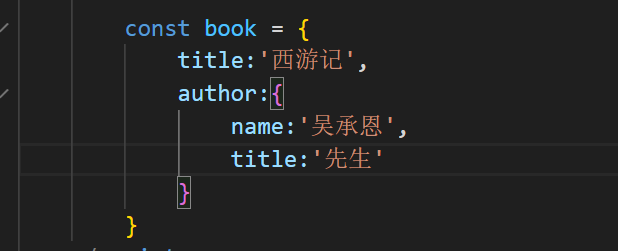 const book = {
title:'西游记',
author:{
name:'吴承恩',
title:'先生'
}
}